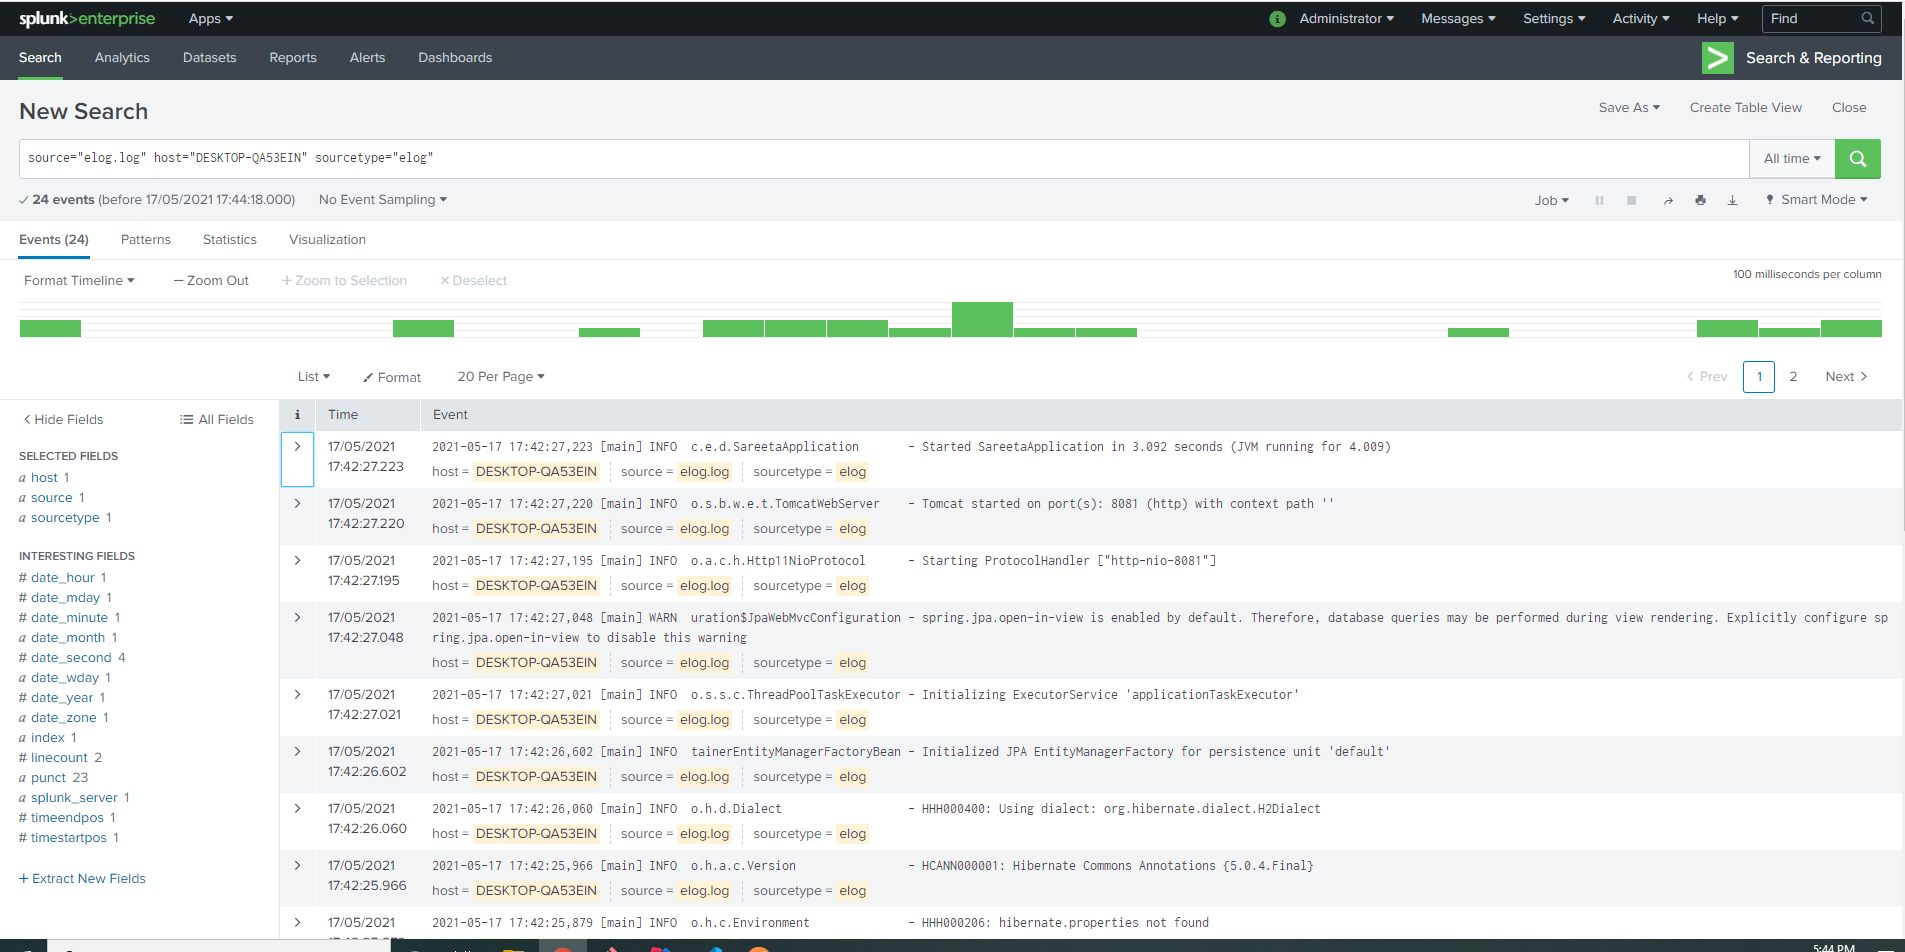 splunk>enterprise Apps Administrator Messages Settings Activity Help Find
Search Analytics Datasets Reports Alerts Dashboards Search & Reporting
New Search Save As Create Table View Close
source="elog.log" host="DESKTOP-QA53EIN" sourcetype="elog" All time
24 events (before 17/05/2021 17:44:18.000) No Event Sampling Job Smart Mode
Events (24) Patterns Statistics Visualization
Format Timeline — Zoom Out + Zoom to Selection × Deselect 100 milliseconds per column
List Format 20 Per Page < Prev 1 2 Next >
< Hide Fields All Fields
SELECTED FIELDS
a host 1
a source 1
a sourcetype 1
INTERESTING FIELDS
# date_hour 1
# date_mday 1
# date_minute 1
a date_month 1
# date_second 4
a date_wday 1
# date_year 1
a date_zone 1
a index 1
# linecount 2
a punct 23
a splunk_server 1
# timeendpos 1
# timestartpos 1
+ Extract New Fields
i Time Event
> 17/05/2021 2021-05-17 17:42:27,223 [main] INFO c.e.d.SareetaApplication - Started SareetaApplication in 3.092 seconds (JVM running for 4.009)
17:42:27.223 host = DESKTOP-QA53EIN source = elog.log sourcetype = elog
> 17/05/2021 2021-05-17 17:42:27,220 [main] INFO o.s.b.w.e.t.TomcatWebServer - Tomcat started on port(s): 8081 (http) with context path ''
17:42:27.220 host = DESKTOP-QA53EIN source = elog.log sourcetype = elog
> 17/05/2021 2021-05-17 17:42:27,195 [main] INFO o.a.c.h.Http11NioProtocol - Starting ProtocolHandler ["http-nio-8081"]
17:42:27.195 host = DESKTOP-QA53EIN source = elog.log sourcetype = elog
> 17/05/2021 2021-05-17 17:42:27,048 [main] WARN uration$JpaWebMvcConfiguration - spring.jpa.open-in-view is enabled by default. Therefore, database queries may be performed during view rendering. Explicitly configure sp
17:42:27.048 ring.jpa.open-in-view to disable this warning
host = DESKTOP-QA53EIN source = elog.log sourcetype = elog
> 17/05/2021 2021-05-17 17:42:27,021 [main] INFO o.s.s.c.ThreadPoolTaskExecutor - Initializing ExecutorService 'applicationTaskExecutor'
17:42:27.021 host = DESKTOP-QA53EIN source = elog.log sourcetype = elog
> 17/05/2021 2021-05-17 17:42:26,602 [main] INFO tainerEntityManagerFactoryBean - Initialized JPA EntityManagerFactory for persistence unit 'default'
17:42:26.602 host = DESKTOP-QA53EIN source = elog.log sourcetype = elog
> 17/05/2021 2021-05-17 17:42:26,060 [main] INFO o.h.d.Dialect - HHH000400: Using dialect: org.hibernate.dialect.H2Dialect
17:42:26.060 host = DESKTOP-QA53EIN source = elog.log sourcetype = elog
> 17/05/2021 2021-05-17 17:42:25,966 [main] INFO o.h.a.c.Version - HCANN000001: Hibernate Commons Annotations {5.0.4.Final}
17:42:25.966 host = DESKTOP-QA53EIN source = elog.log sourcetype = elog
> 17/05/2021 2021-05-17 17:42:25,879 [main] INFO o.h.c.Environment - HHH000206: hibernate.properties not found
5:44 PM